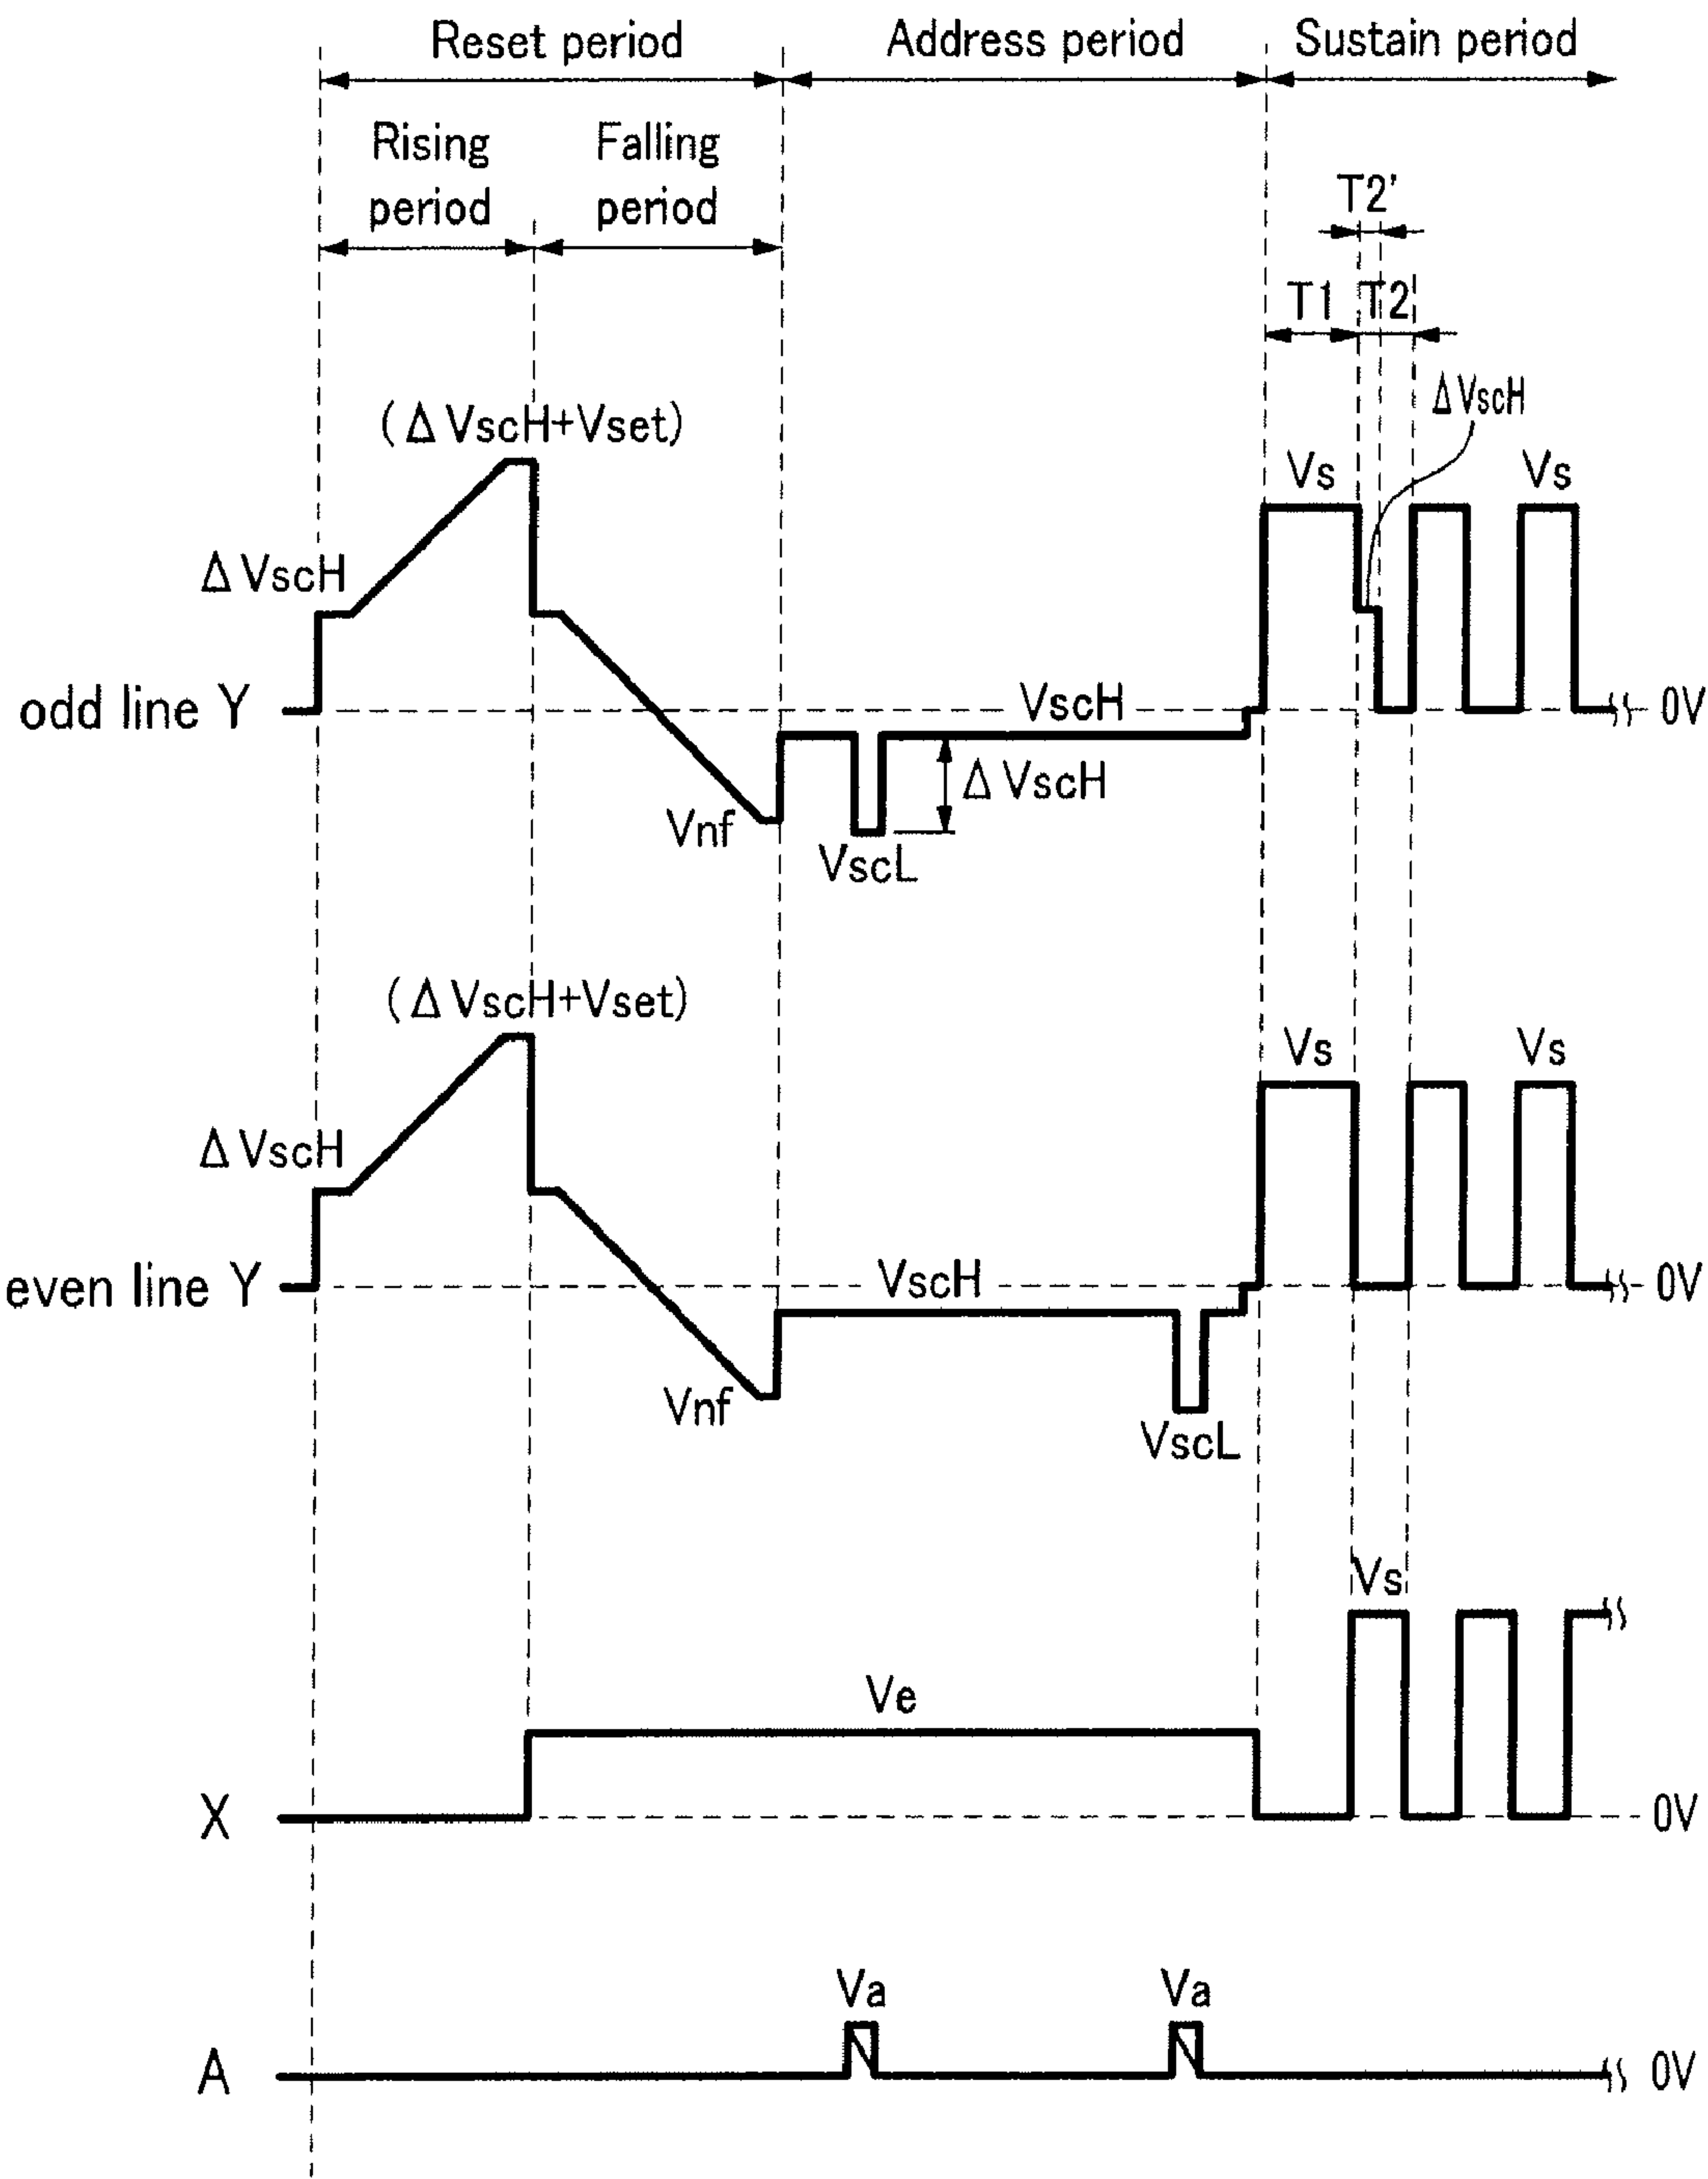 Reset period
Address period
Sustain period
Rising period
Falling period
T2'
T1
T2
ΔVscH
(ΔVscH+Vset)
Vs
Vs
ΔVscH
odd line Y
VscH
0V
ΔVscH
Vnf
VscL
(ΔVscH+Vset)
Vs
Vs
ΔVscH
even line Y
VscH
0V
Vnf
VscL
Vs
Ve
X
0V
Va
Va
A
0V